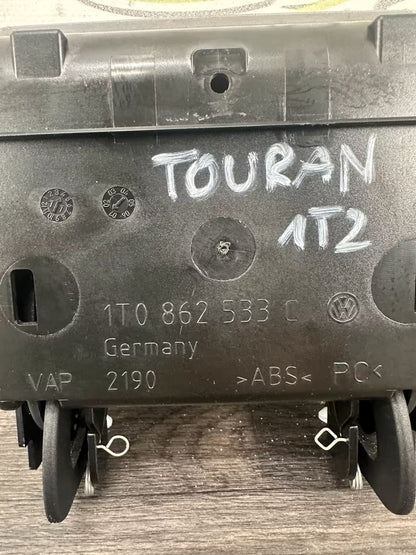 TOURAN
1T2
1T0 862 533 C
Germany
VAP 2190 >ABS< PC<